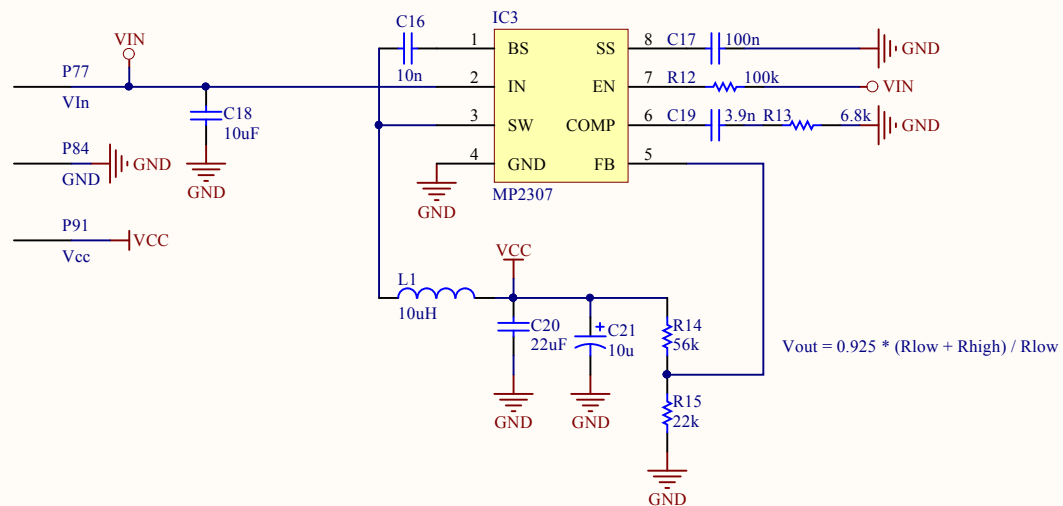 C16
10n
IC3
1 BS SS 8
2 IN EN 7
3 SW COMP 6
4 GND FB 5
MP2307
C17 100n GND
R12 100k VIN
C19 3.9n R13 6.8k GND
VIN
P77
VIn
C18
10uF
GND
P84
GND
GND
P91
Vcc
VCC
GND
VCC
L1
10uH
C20
22uF
GND
+
C21
10u
GND
R14
56k
R15
22k
GND
Vout = 0.925 * (Rlow + Rhigh) / Rlow